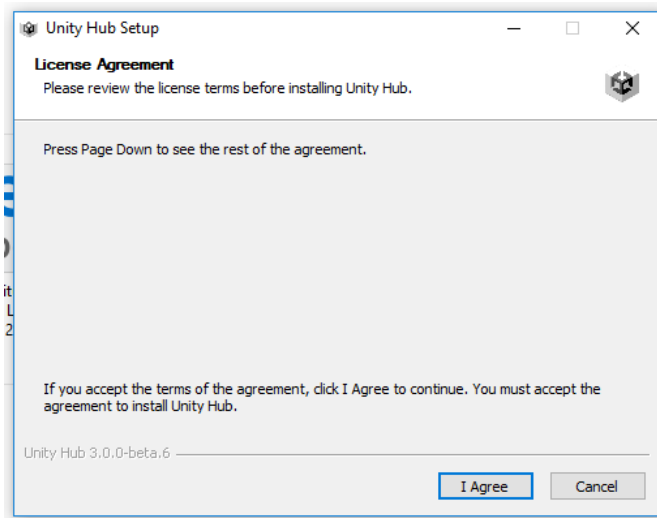 Unity Hub Setup
License Agreement
Please review the license terms before installing Unity Hub.
Press Page Down to see the rest of the agreement.
it
L
2
If you accept the terms of the agreement, click I Agree to continue. You must accept the
agreement to install Unity Hub.
Unity Hub 3.0.0-beta.6
I Agree
Cancel